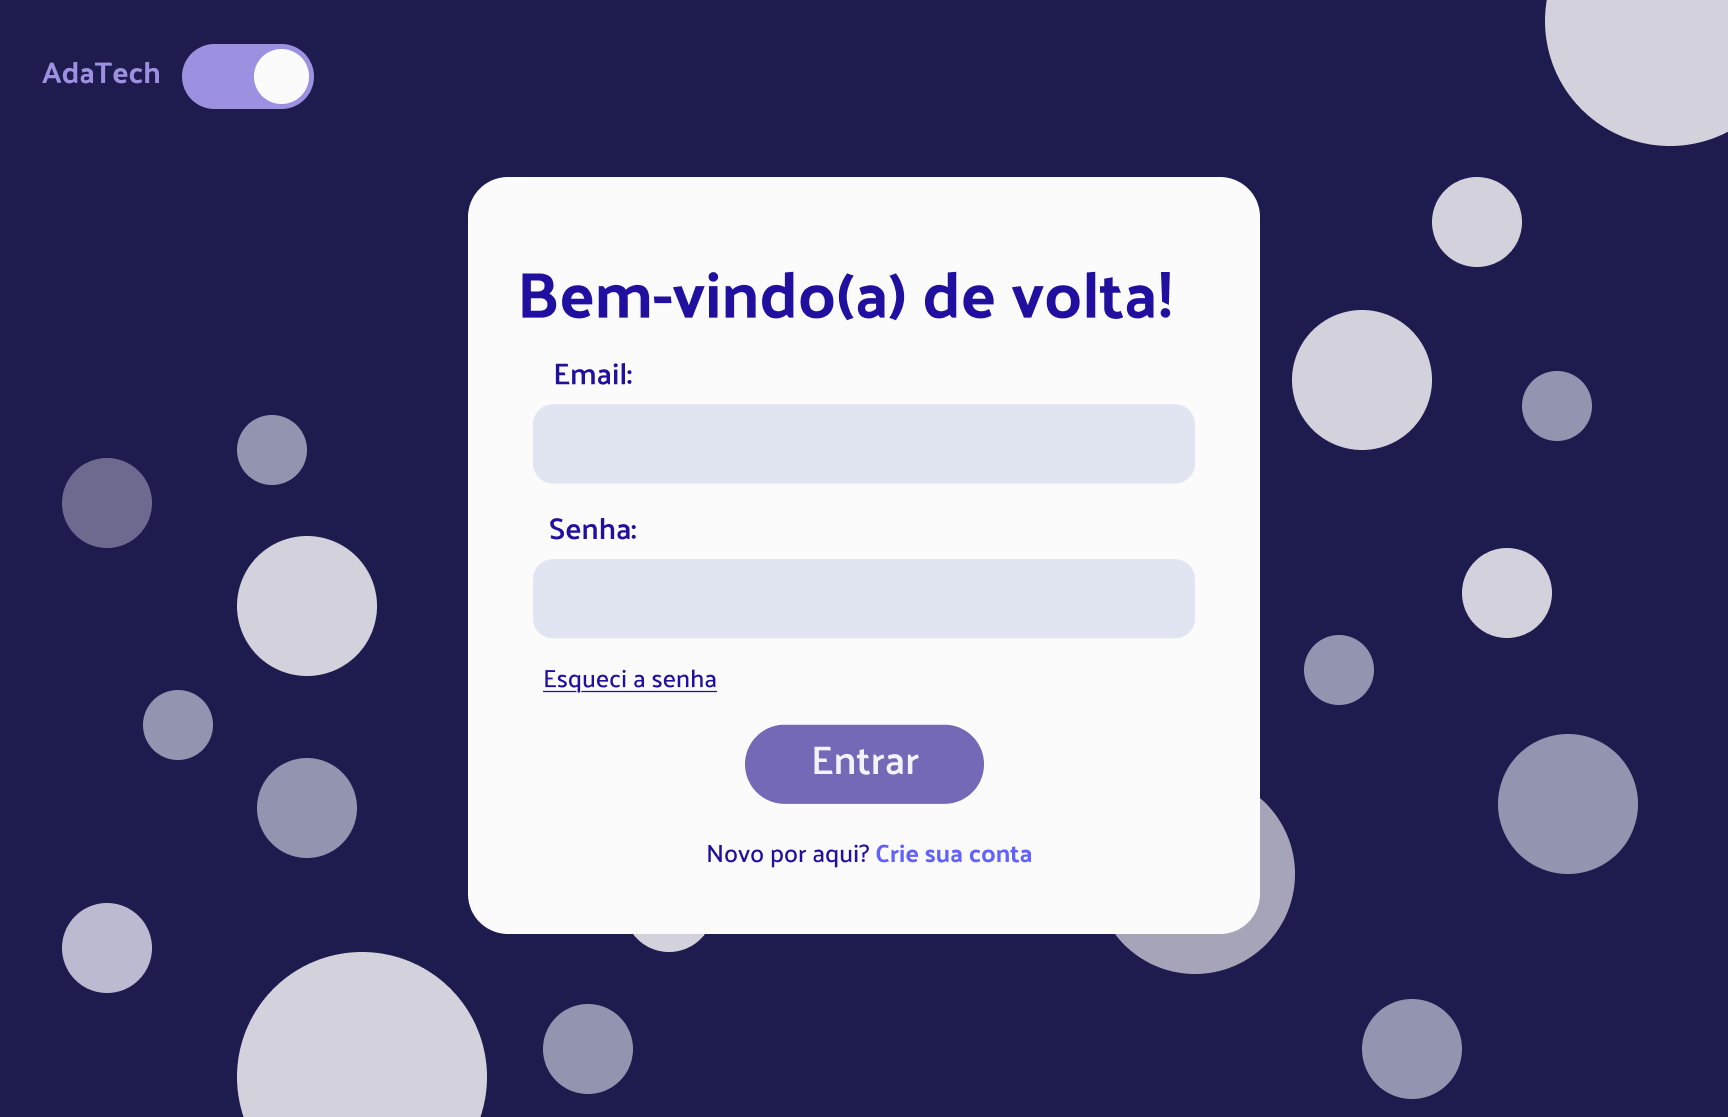 AdaTech
Bem-vindo(a) de volta!
Email:
Senha:
Esqueci a senha
Entrar
Novo por aqui? Crie sua conta